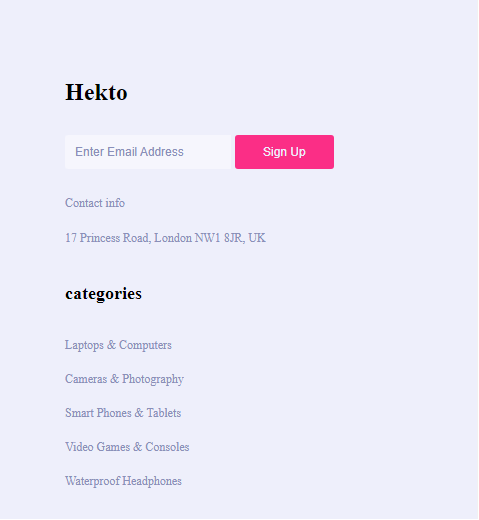 Hekto
Enter Email Address Sign Up
Contact info
17 Princess Road, London NW1 8JR, UK
categories
Laptops & Computers
Cameras & Photography
Smart Phones & Tablets
Video Games & Consoles
Waterproof Headphones